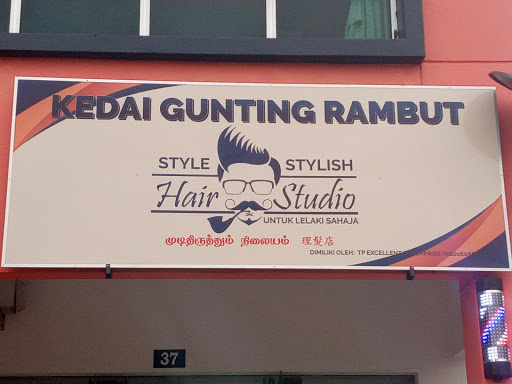 KEDAI GUNTING RAMBUT
STYLE STYLISH
Hair Studio
UNTUK LELAKI SAHAJA
முடிதிருத்தும் நிலையம் 理髮店
DIMILIKI OLEH: TP EXCELLENT
37